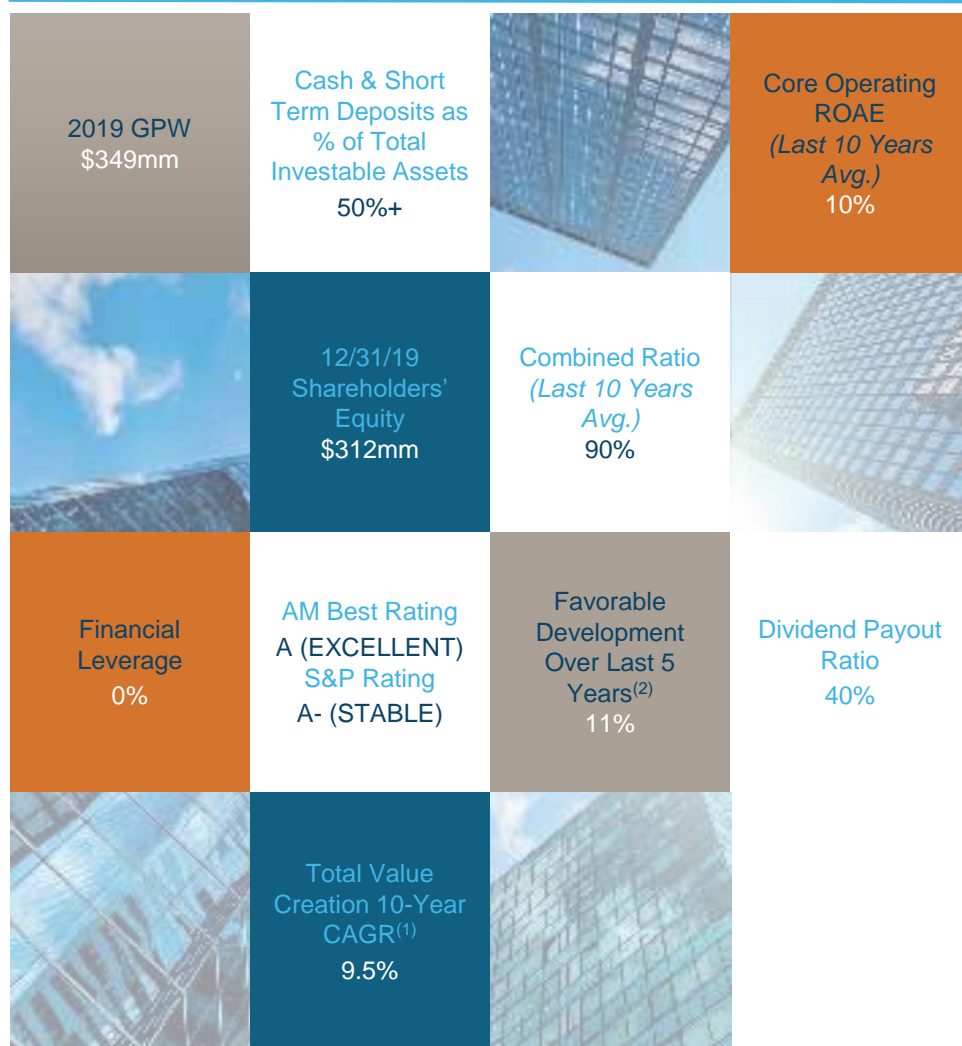 2019 GPW
$349mm
Cash & Short
Term Deposits as
% of Total
Investable Assets
50%+
Core Operating
ROAE
(Last 10 Years
Avg.)
10%
12/31/19
Shareholders’
Equity
$312mm
Combined Ratio
(Last 10 Years
Avg.)
90%
Financial
Leverage
0%
AM Best Rating
A (EXCELLENT)
S&P Rating
A- (STABLE)
Favorable
Development
Over Last 5
Years(2)
11%
Dividend Payout
Ratio
40%
Total Value
Creation 10-Year
CAGR(1)
9.5%